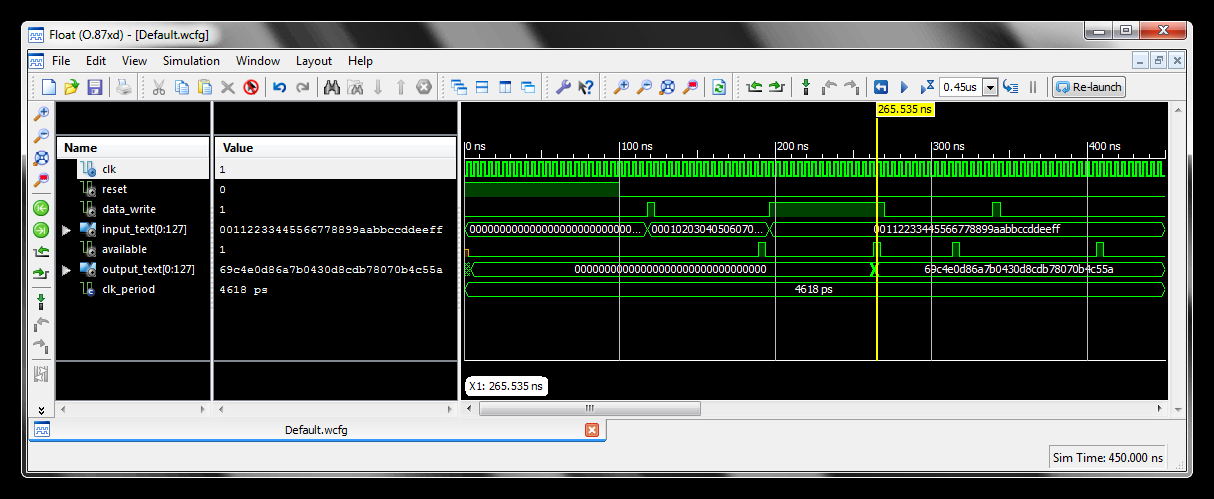 Float (O.87xd) - [Default.wcfg]
File Edit View Simulation Window Layout Help
0.45us Re-launch
265.535 ns
Name Value
0 ns 100 ns 200 ns 300 ns 400 ns
clk 1
reset 0
data_write 1
input_text[0:127] 00112233445566778899aabbccddeeff 000000000000000000000000000... 00010203040506070... 00112233445566778899aabbccddeeff
available 1
output_text[0:127] 69c4e0d86a7b0430d8cdb78070b4c55a 00000000000000000000000000000000 69c4e0d86a7b0430d8cdb78070b4c55a
clk_period 4618 ps 4618 ps
X1: 265.535 ns
Default.wcfg
Sim Time: 450.000 ns